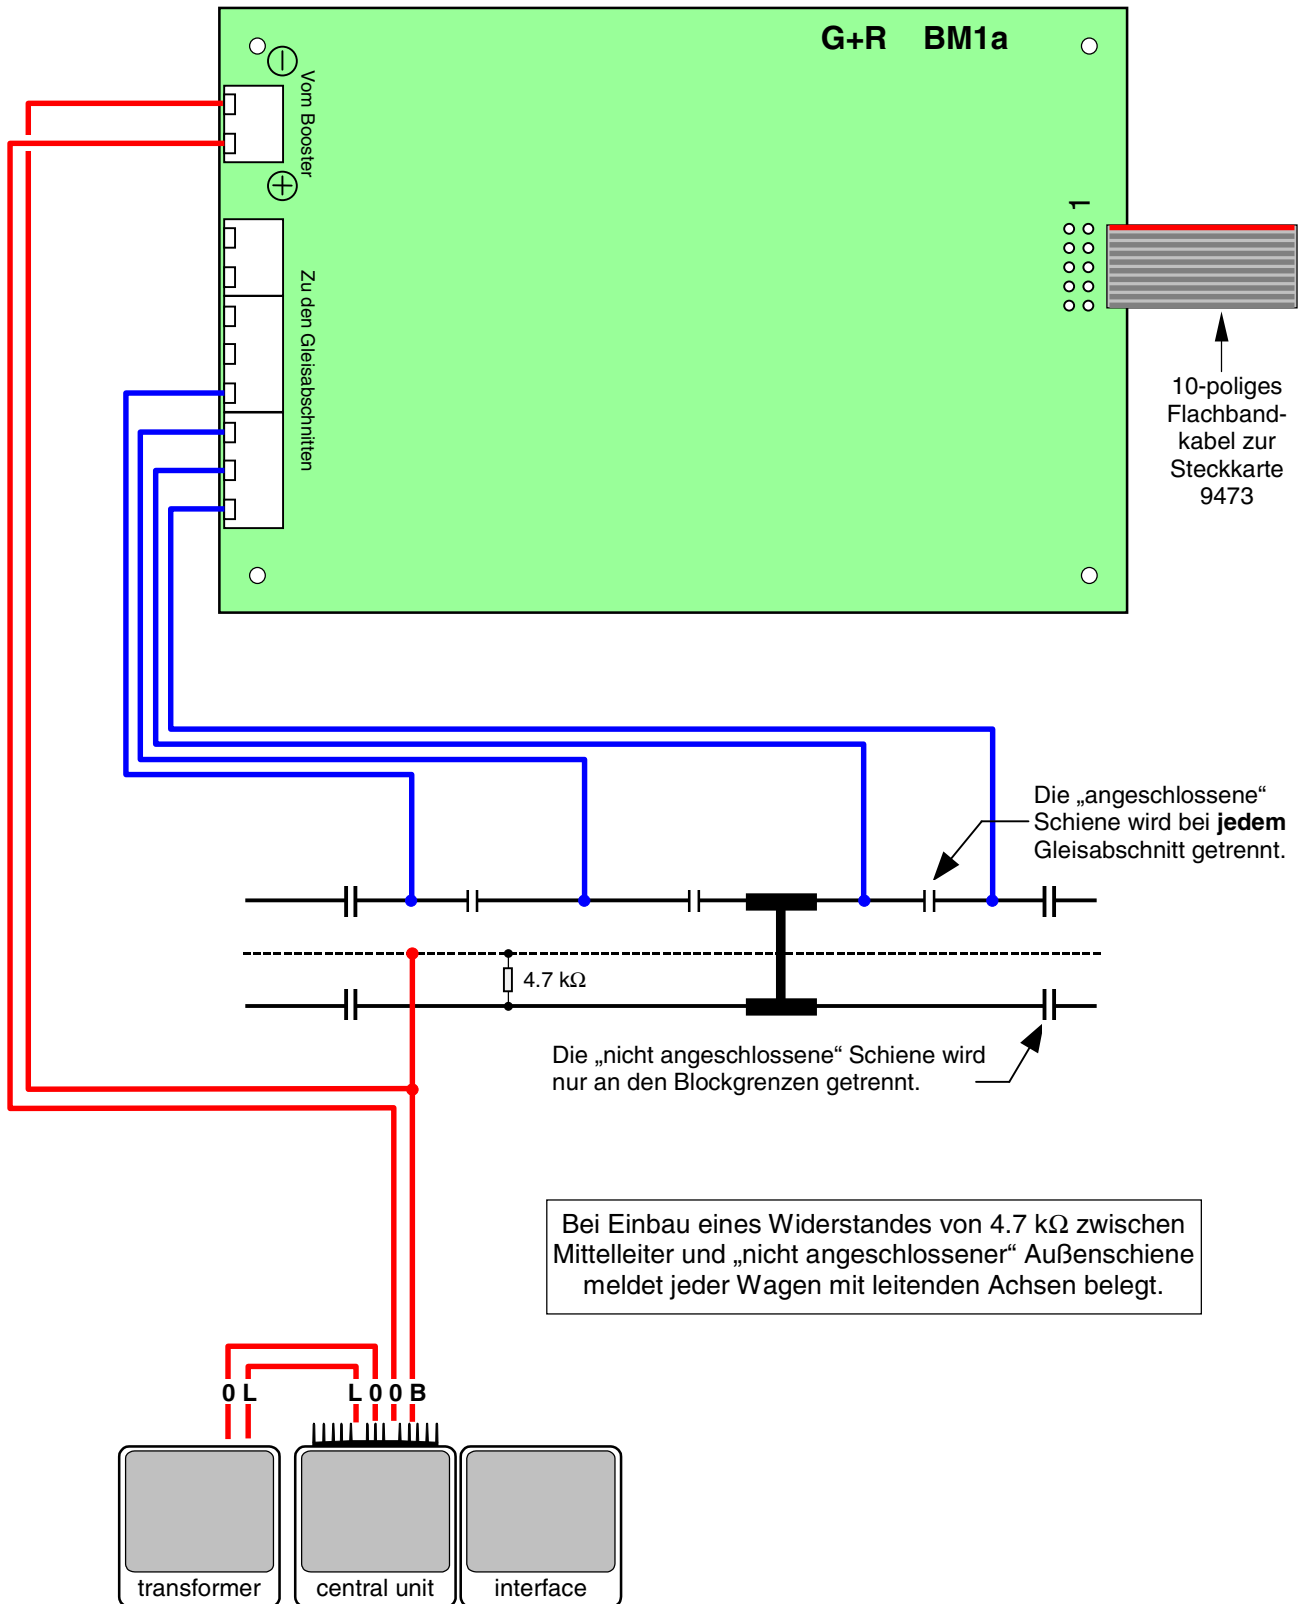 G+R BM1a
Vom Booster
Zu den Gleisabschnitten
1
10-poliges
Flachband-
kabel zur
Steckkarte
9473
Die „angeschlossene“
Schiene wird bei jedem
Gleisabschnitt getrennt.
4.7 kΩ
Die „nicht angeschlossene“ Schiene wird
nur an den Blockgrenzen getrennt.
Bei Einbau eines Widerstandes von 4.7 kΩ zwischen
Mittelleiter und „nicht angeschlossener“ Außenschiene
meldet jeder Wagen mit leitenden Achsen belegt.
0 L L 0 0 B
transformer central unit interface